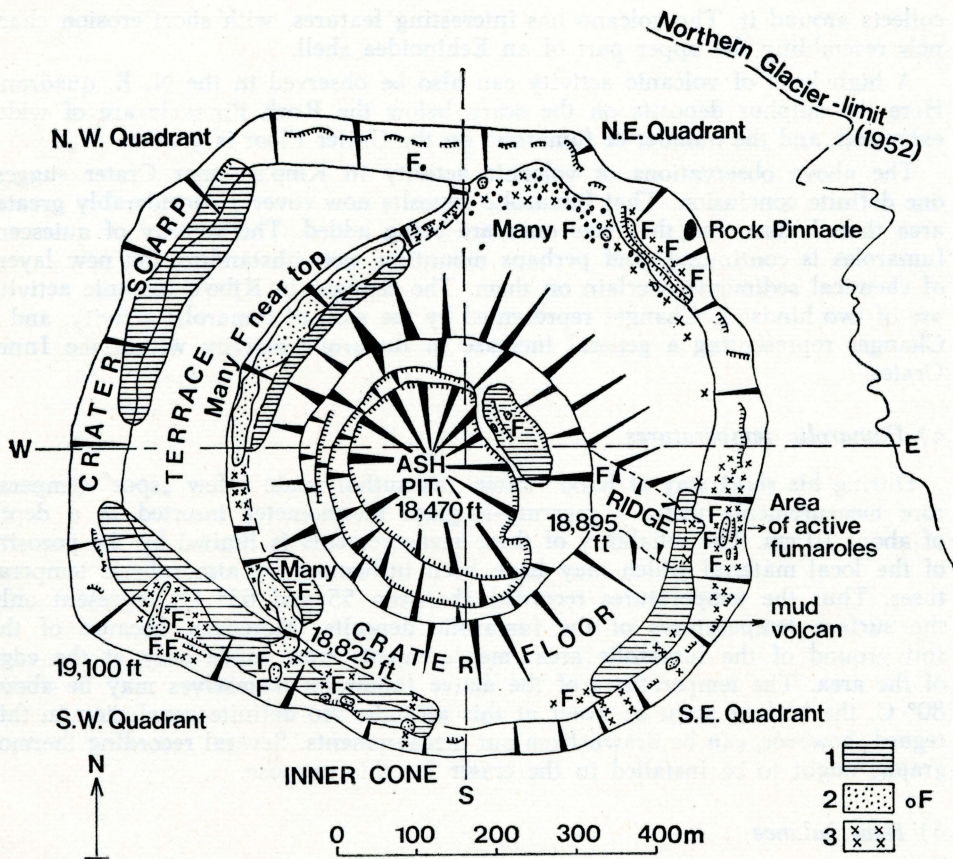 Northern Glacier-limit
(1952)
N.W. Quadrant
N.E. Quadrant
F.
CRATER SCARP
TERRACE
Many F near top
Many F
F
F
F
Rock Pinnacle
W
E
F
ASH
PIT
18,470 ft
F
F
RIDGE
18,895
ft
F
F
F
Area
of active
fumaroles
mud
volcan
Many
F
F
F
F
F
F
18,825 ft
CRATER FLOOR
19,100 ft
F
F
S.W. Quadrant
S.E. Quadrant
INNER CONE
S
N
0 100 200 400m
1
2 oF
3